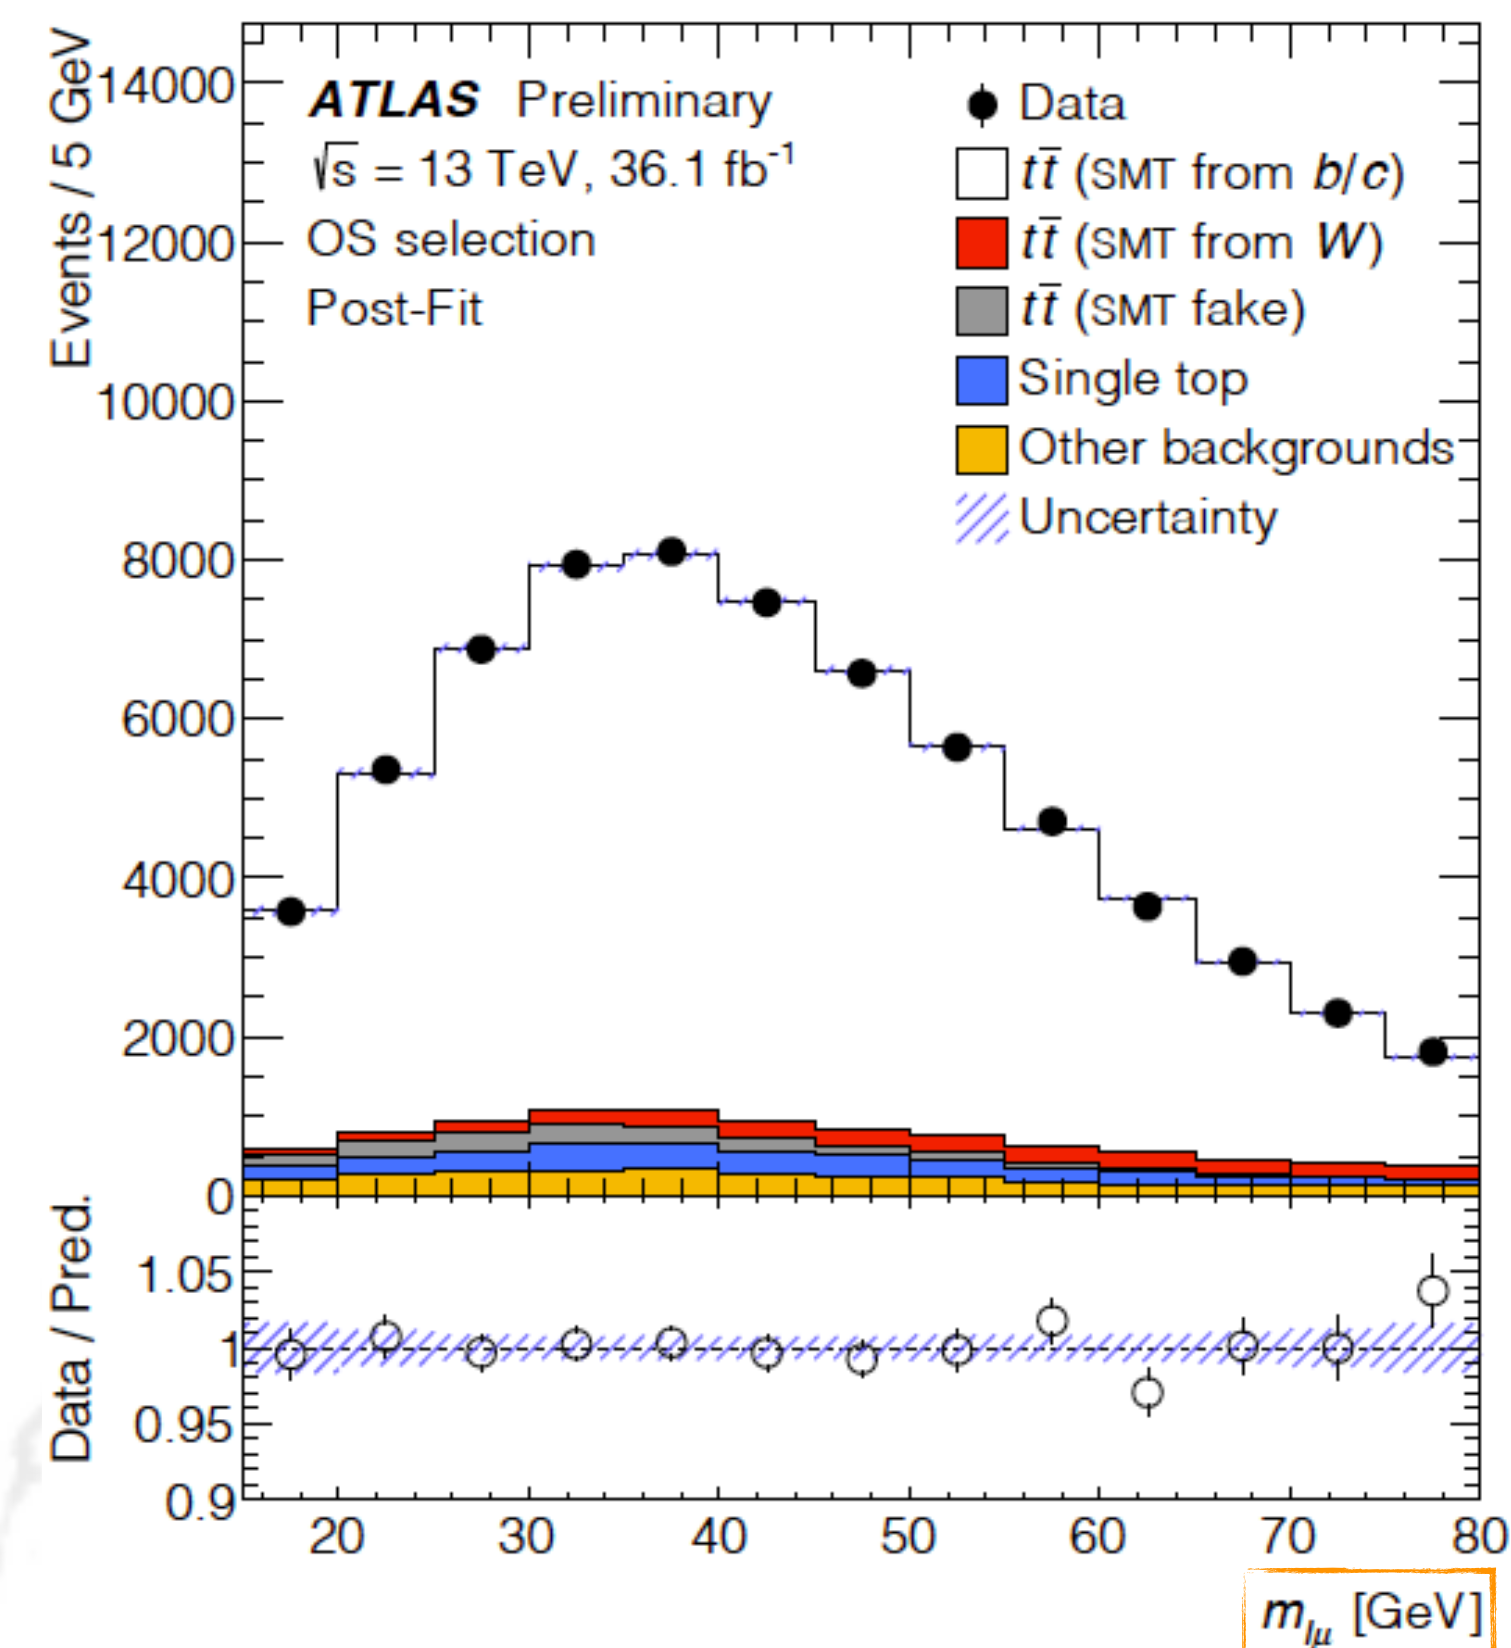 Events / 5 GeV
14000
12000
10000
8000
6000
4000
2000
0
ATLAS Preliminary
√s = 13 TeV, 36.1 fb⁻¹
OS selection
Post-Fit
Data
tt̄ (SMT from b/c)
tt̄ (SMT from W)
tt̄ (SMT fake)
Single top
Other backgrounds
Uncertainty
Data / Pred.
1.05
1
0.95
0.9
20 30 40 50 60 70 80
m_lμ [GeV]